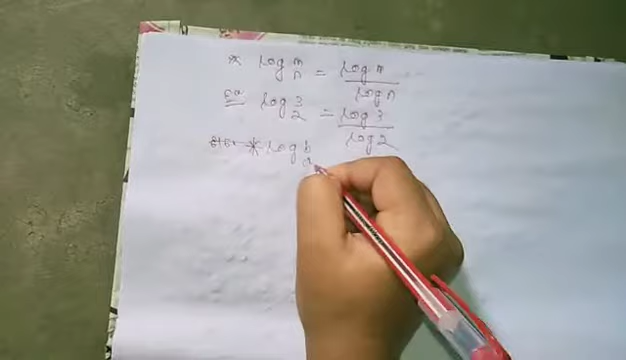 * log m n = log m / log n
Ex log 3 2 = log 3 / log 2
* log b a